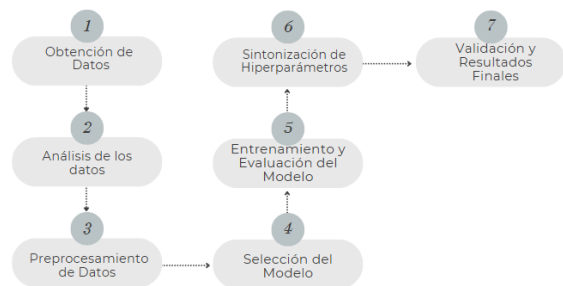 1
Obtención de
Datos
2
Análisis de los
datos
3
Preprocesamiento
de Datos
4
Selección del
Modelo
5
Entrenamiento y
Evaluación del
Modelo
6
Sintonización de
Hiperparámetros
7
Validación y
Resultados
Finales